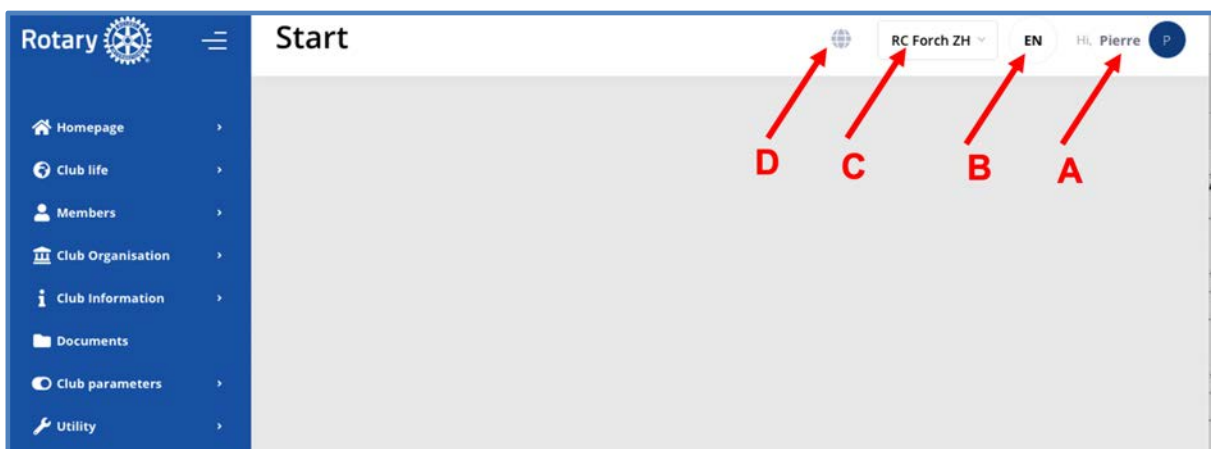 Rotary
Start
RC Forch ZH
EN
Hi, Pierre
P
D
C
B
A
Homepage
Club life
Members
Club Organisation
Club Information
Documents
Club parameters
Utility